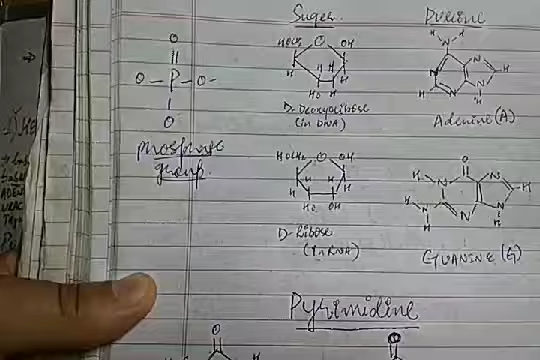 Sugar
Purine
O
O - P - O-
O
phosphate
group.
HOCH₂ O OH
H H H H
HO H
D-Deoxyribose
(in DNA)
H N H
N N H
H N N
H
Adenine (A)
HOCH₂ O OH
H H H H
HO OH
D-Ribose
(In RNA)
O
H N N H
H N N N
H H
GUANINE (G)
Pyrimidine
O
H
O